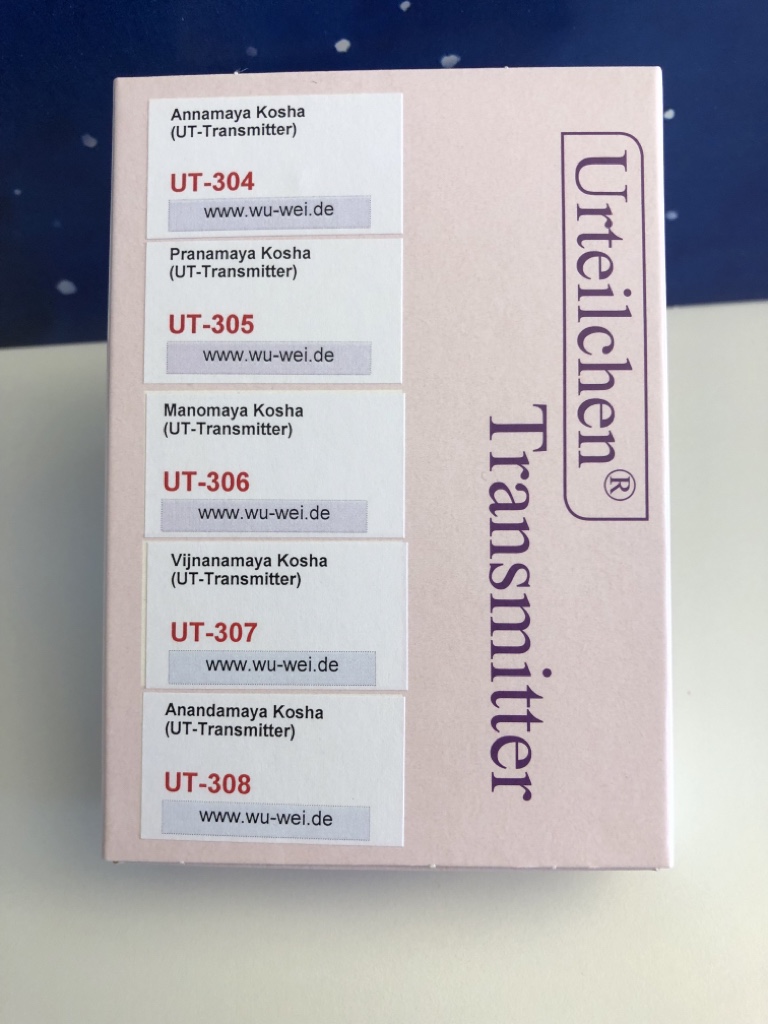 Annamaya Kosha
(UT-Transmitter)
UT-304
www.wu-wei.de
Pranamaya Kosha
(UT-Transmitter)
UT-305
www.wu-wei.de
Manomaya Kosha
(UT-Transmitter)
UT-306
www.wu-wei.de
Vijnanamaya Kosha
(UT-Transmitter)
UT-307
www.wu-wei.de
Anandamaya Kosha
(UT-Transmitter)
UT-308
www.wu-wei.de
Urteilchen®
Transmitter